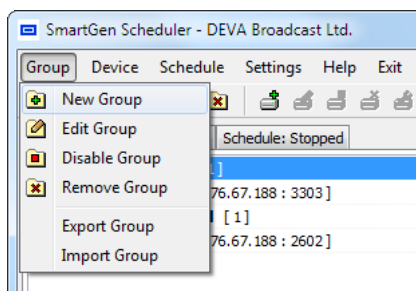 SmartGen Scheduler - DEVA Broadcast Ltd.
Group Device Schedule Settings Help Exit
New Group
Edit Group
Disable Group
Remove Group
Export Group
Import Group
Schedule: Stopped
]
76.67.188 : 3303 ]
[ 1 ]
76.67.188 : 2602 ]